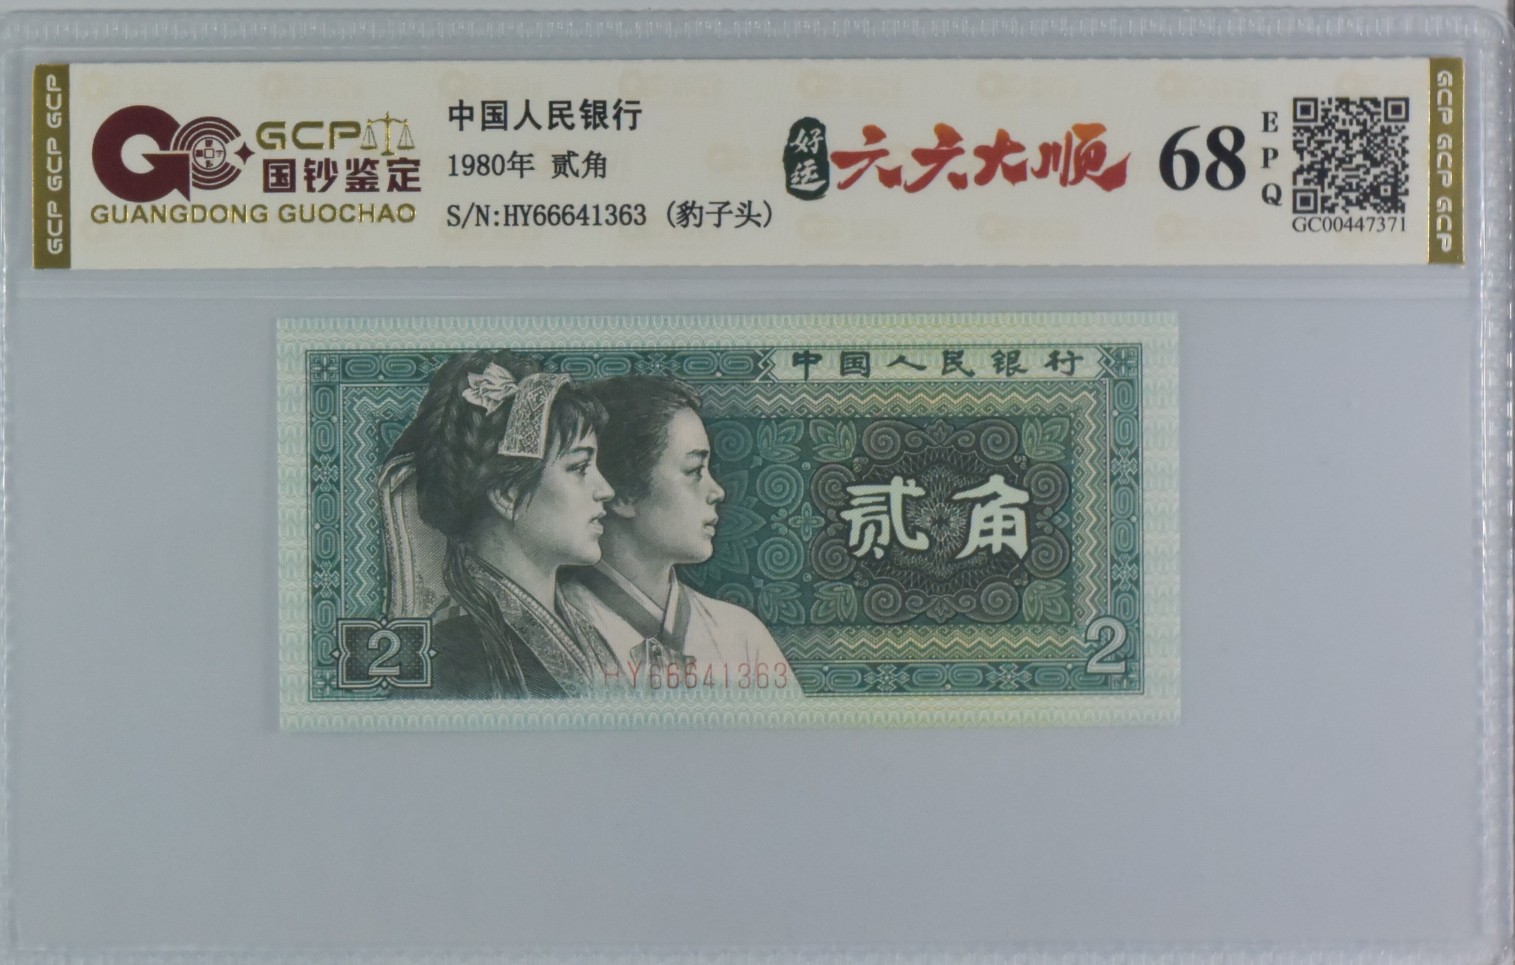 GCP GCP GCP
GCP
国钞鉴定
GUANGDONG GUOCHAO
中国人民银行
1980年 贰角
S/N:HY66641363 (豹子头)
好运
六六大顺
68
EPQ
GC00447371
GCP GCP GCP
中国人民银行
贰角
2
2
HY66641363